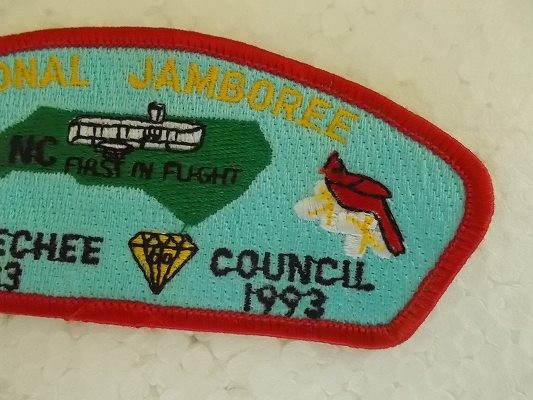 ONAL JAMBOREE
NC FIRST IN FLIGHT
ECHEE COUNCIL
3 1993
60